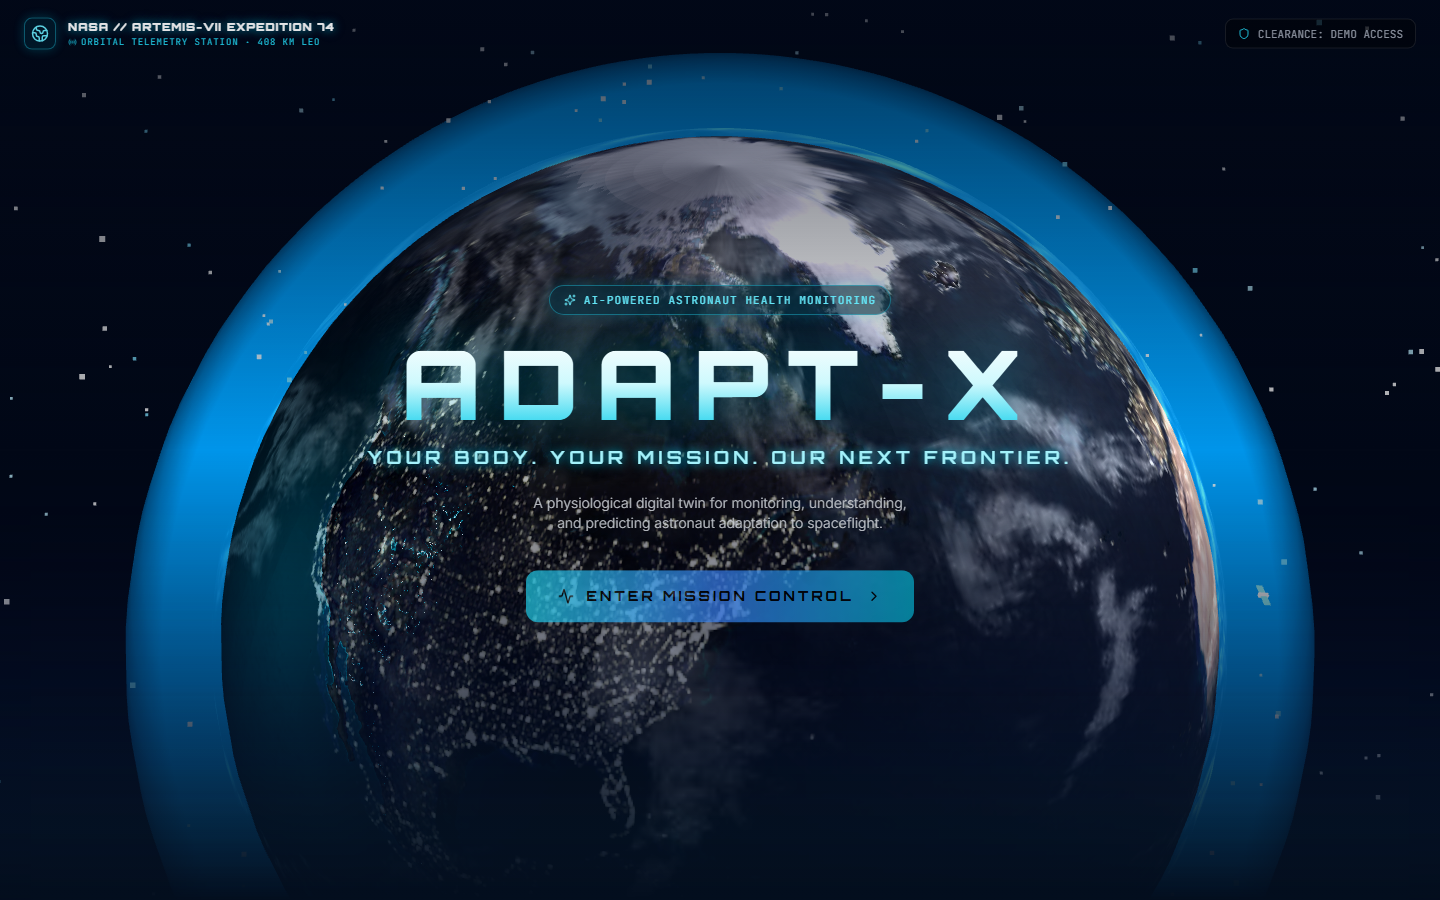 NASA // ARTEMIS-VII EXPEDITION 74
ORBITAL TELEMETRY STATION · 408 KM LEO
CLEARANCE: DEMO ACCESS
AI-POWERED ASTRONAUT HEALTH MONITORING
ADAPT-X
YOUR BODY. YOUR MISSION. OUR NEXT FRONTIER.
A physiological digital twin for monitoring, understanding,
and predicting astronaut adaptation to spaceflight.
ENTER MISSION CONTROL